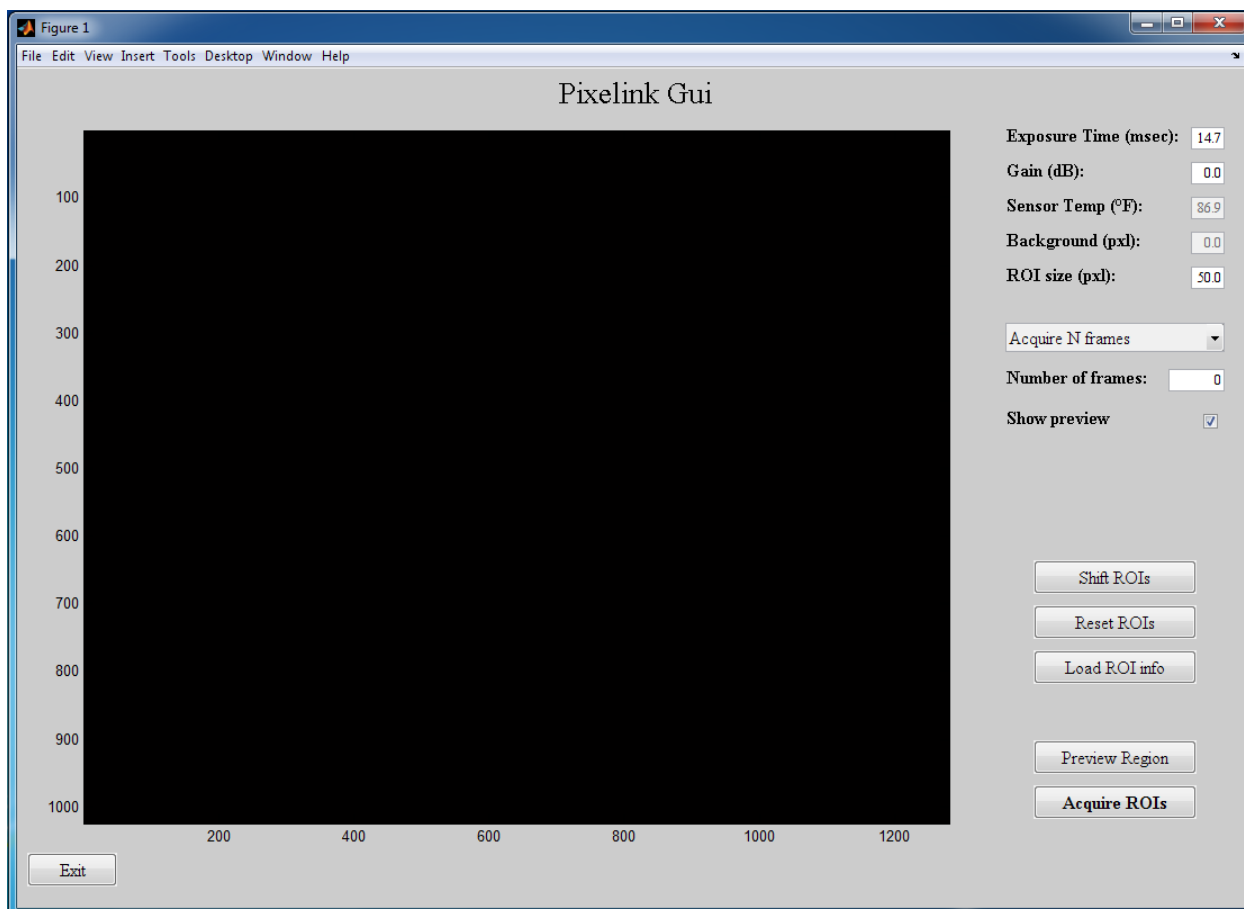 Figure 1
File Edit View Insert Tools Desktop Window Help
Pixelink Gui
Exposure Time (msec): 14.7
Gain (dB): 0.0
Sensor Temp (°F): 86.9
Background (pxl): 0.0
ROI size (pxl): 50.0
Acquire N frames
Number of frames: 0
Show preview
Shift ROIs
Reset ROIs
Load ROI info
Preview Region
Acquire ROIs
100
200
300
400
500
600
700
800
900
1000
200 400 600 800 1000 1200
Exit